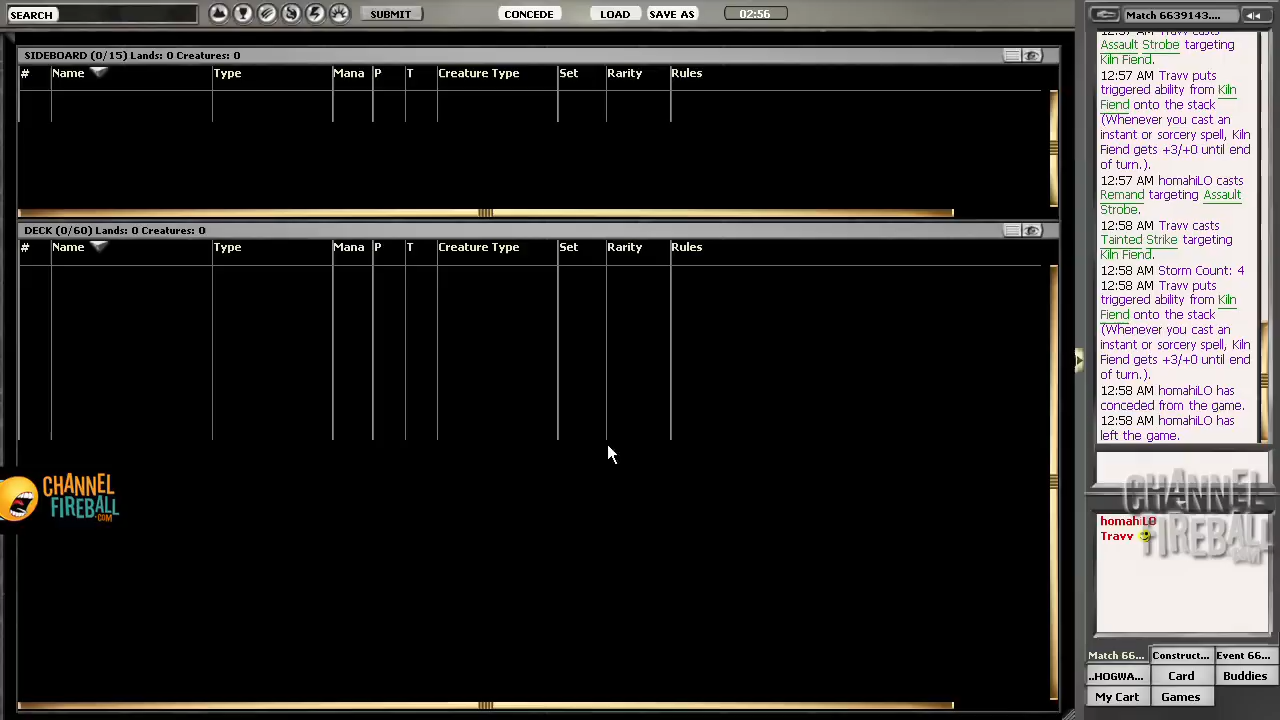 SEARCH
SUBMIT
CONCEDE
LOAD
SAVE AS
02:56
Match 6639143....
SIDEBOARD (0/15) Lands: 0 Creatures: 0
# Name Type Mana P T Creature Type Set Rarity Rules
DECK (0/60) Lands: 0 Creatures: 0
# Name Type Mana P T Creature Type Set Rarity Rules
CHANNEL
FIREBALL
.COM
Assault Strobe targeting
Kiln Fiend.
12:57 AM Travv puts
triggered ability from Kiln
Fiend onto the stack
(Whenever you cast an
instant or sorcery spell, Kiln
Fiend gets +3/+0 until end
of turn.).
12:57 AM homahiLO casts
Remand targeting Assault
Strobe.
12:58 AM Travv casts
Tainted Strike targeting
Kiln Fiend.
12:58 AM Storm Count: 4
12:58 AM Travv puts
triggered ability from Kiln
Fiend onto the stack
(Whenever you cast an
instant or sorcery spell, Kiln
Fiend gets +3/+0 until end
of turn.).
12:58 AM homahiLO has
conceded from the game.
12:58 AM homahiLO has
left the game.
CHANNEL
FIREBALL
.COM
homahiLO
Travv
Match 66... Construct... Event 66...
..HOGWA... Card Buddies
My Cart Games